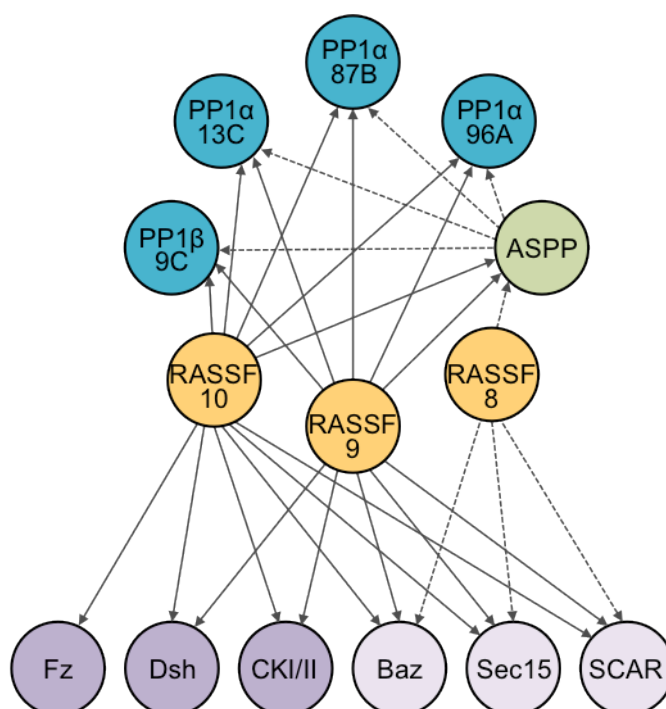 PP1α
87B
PP1α
13C
PP1α
96A
PP1β
9C
ASPP
RASSF
10
RASSF
9
RASSF
8
Fz
Dsh
CKI/II
Baz
Sec15
SCAR